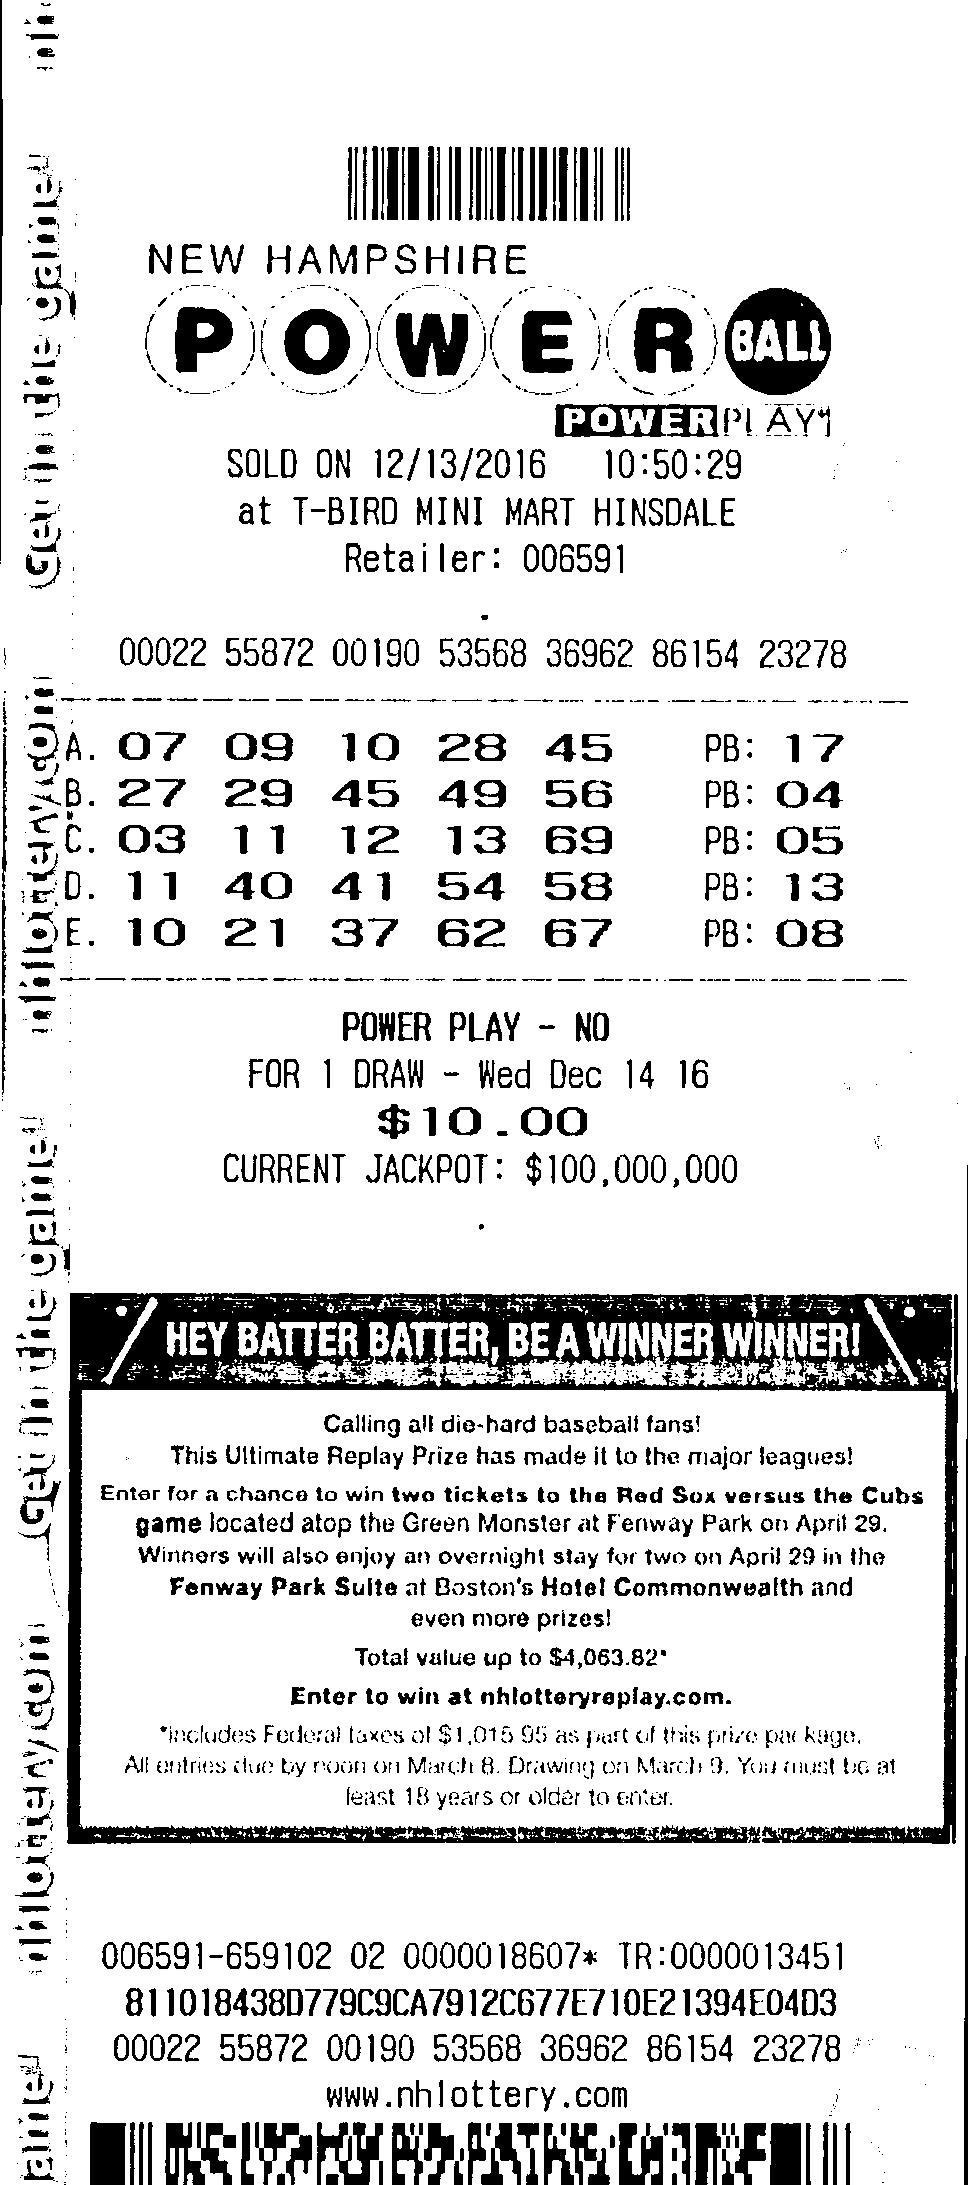 NEW HAMPSHIRE
POWERBALL
POWERPLAY
SOLD ON 12/13/2016 10:50:29
at T-BIRD MINI MART HINSDALE
Retailer: 006591
00022 55872 00190 53568 36962 86154 23278
A. 07 09 10 28 45 PB: 17
B. 27 29 45 49 56 PB: 04
C. 03 11 12 13 69 PB: 05
D. 11 40 41 54 58 PB: 13
E. 10 21 37 62 67 PB: 08
POWER PLAY - NO
FOR 1 DRAW - Wed Dec 14 16
$10.00
CURRENT JACKPOT: $100,000,000
HEY BATTER BATTER, BE A WINNER WINNER!
Calling all die-hard baseball fans!
This Ultimate Replay Prize has made it to the major leagues!
Enter for a chance to win two tickets to the Red Sox versus the Cubs
game located atop the Green Monster at Fenway Park on April 29.
Winners will also enjoy an overnight stay for two on April 29 in the
Fenway Park Suite at Boston's Hotel Commonwealth and
even more prizes!
Total value up to $4,063.82*
Enter to win at nhlotteryreplay.com.
*Includes Federal taxes of $1,015.95 as part of this prize package.
All entries due by noon on March 8. Drawing on March 9. You must be at
least 18 years or older to enter.
006591-659102 02 0000018607* TR:0000013451
811018438D779C9CA7912C677E710E21394E04D3
00022 55872 00190 53568 36962 86154 23278
www.nhlottery.com
nhlottery.com Get in the game!
nhlottery.com Get in the game!